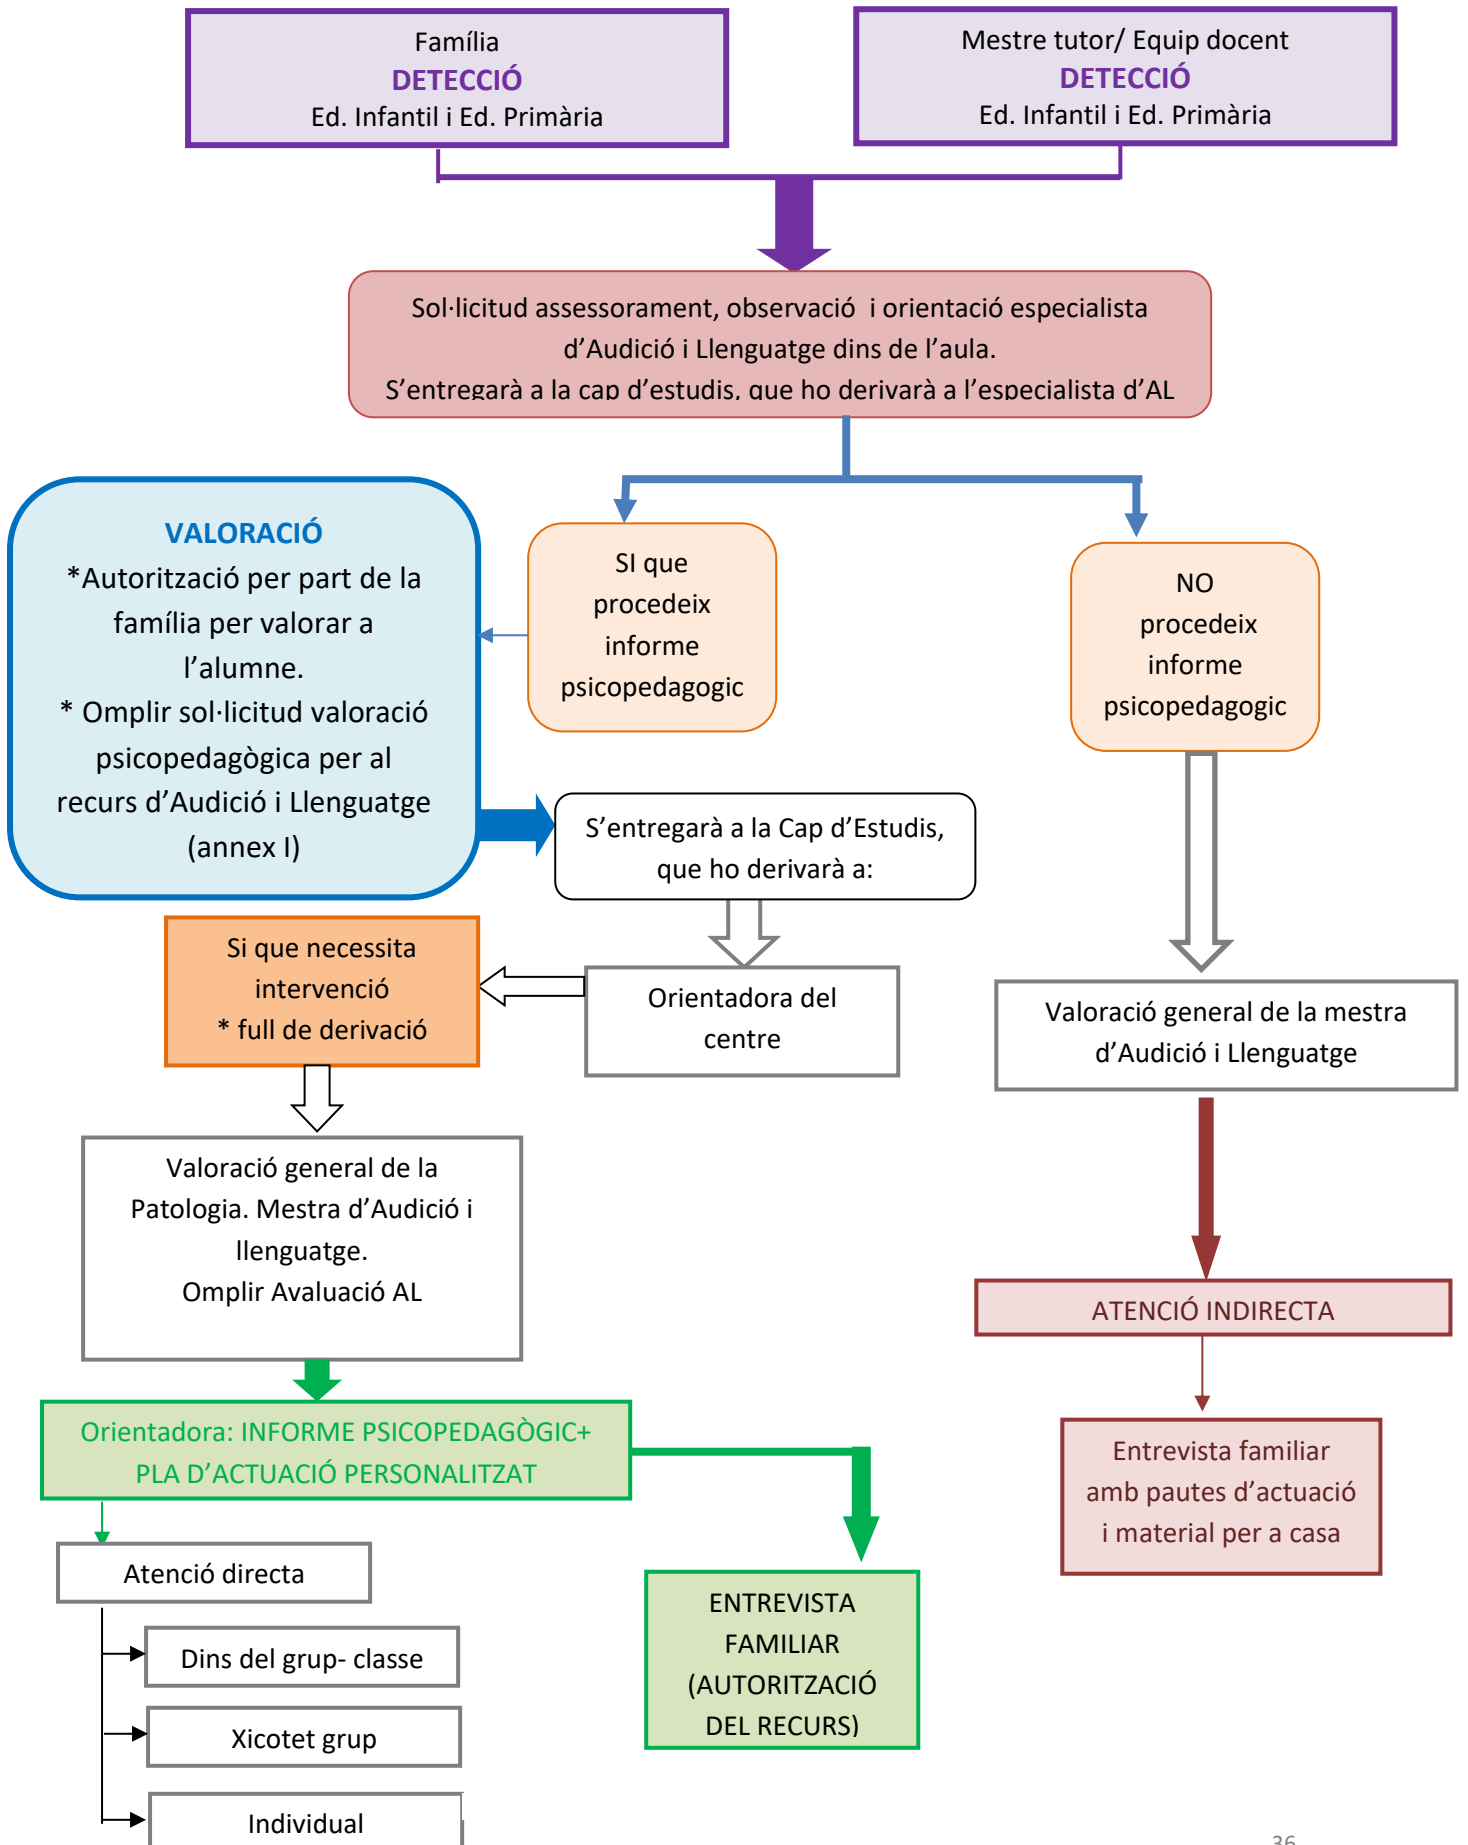 Família
DETECCIÓ
Ed. Infantil i Ed. Primària
Mestre tutor/ Equip docent
DETECCIÓ
Ed. Infantil i Ed. Primària
Sol·licitud assessorament, observació  i orientació especialista
d’Audició i Llenguatge dins de l’aula.
S’entregarà a la cap d’estudis, que ho derivarà a l’especialista d’AL
VALORACIÓ
*Autorització per part de la
família per valorar a
l’alumne.
* Omplir sol·licitud valoració
psicopedagògica per al
recurs d’Audició i Llenguatge
(annex I)
SI que
procedeix
informe
psicopedagogic
NO
procedeix
informe
psicopedagogic
S’entregarà a la Cap d’Estudis,
que ho derivarà a:
Si que necessita
intervenció
* full de derivació
Orientadora del
centre
Valoració general de la mestra
d’Audició i Llenguatge
Valoració general de la
Patologia. Mestra d’Audició i
llenguatge.
Omplir Avaluació AL
ATENCIÓ INDIRECTA
Orientadora: INFORME PSICOPEDAGÒGIC+
PLA D’ACTUACIÓ PERSONALITZAT
Entrevista familiar
amb pautes d’actuació
i material per a casa
Atenció directa
ENTREVISTA
FAMILIAR
(AUTORITZACIÓ
DEL RECURS)
Dins del grup- classe
Xicotet grup
Individual
36